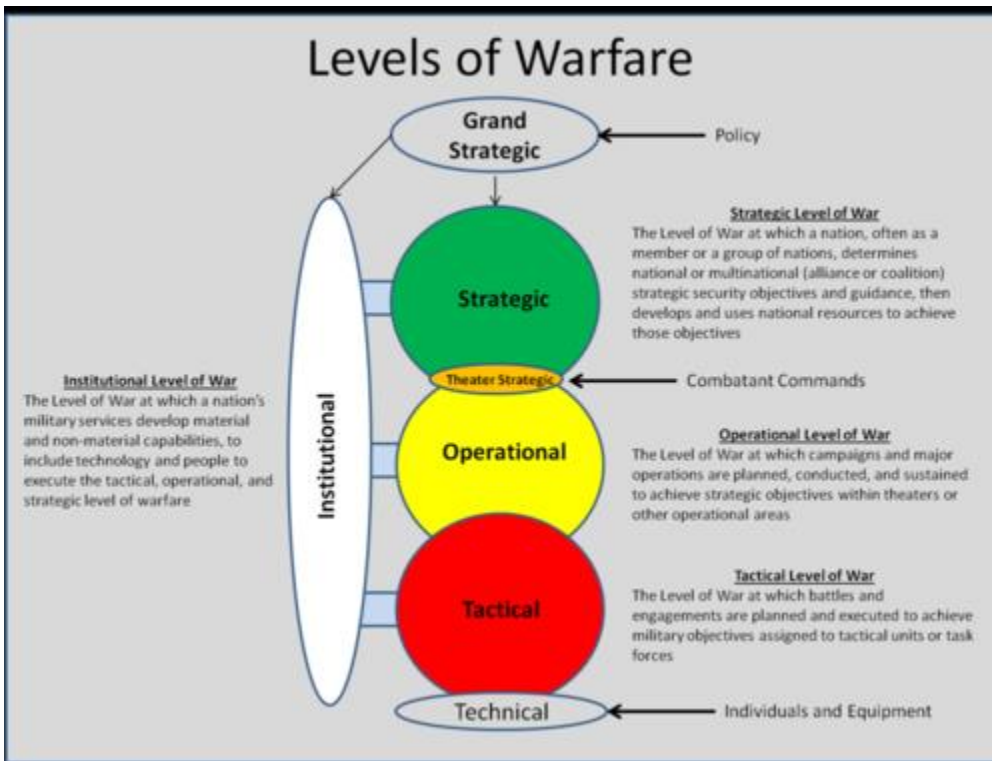 Levels of Warfare
Grand
Strategic
Policy
Strategic Level of War
The Level of War at which a nation, often as a
member or a group of nations, determines
national or multinational (alliance or coalition)
strategic security objectives and guidance, then
develops and uses national resources to achieve
those objectives
Strategic
Theater Strategic
Combatant Commands
Institutional Level of War
The Level of War at which a nation's
military services develop material
and non-material capabilities, to
include technology and people to
execute the tactical, operational, and
strategic level of warfare
Institutional
Operational
Operational Level of War
The Level of War at which campaigns and major
operations are planned, conducted, and sustained
to achieve strategic objectives within theaters or
other operational areas
Tactical
Tactical Level of War
The Level of War at which battles and
engagements are planned and executed to achieve
military objectives assigned to tactical units or task
forces
Technical
Individuals and Equipment